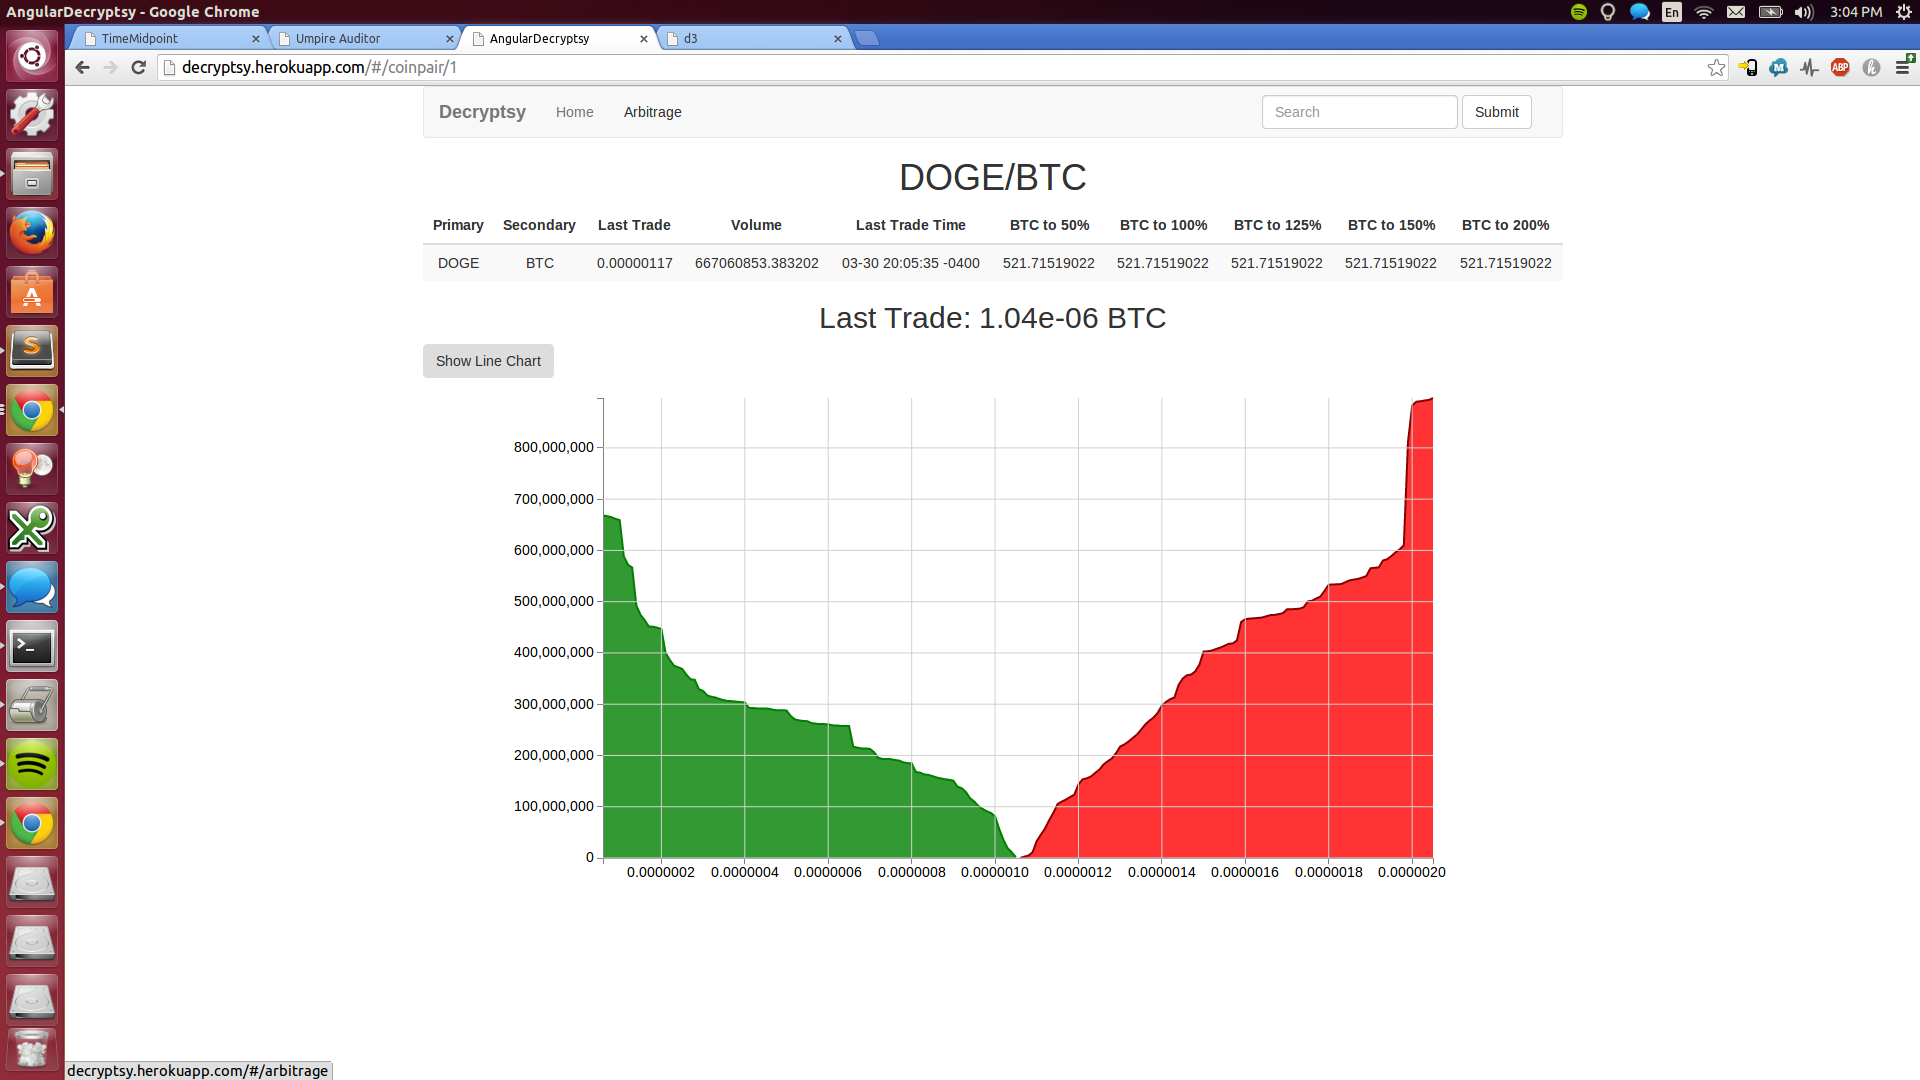 AngularDecryptsy - Google Chrome
En
3:04 PM
TimeMidpoint
Umpire Auditor
AngularDecryptsy
d3
decryptsy.herokuapp.com/#/coinpair/1
M
ABP
h
Decryptsy Home Arbitrage Search Submit
DOGE/BTC
Primary Secondary Last Trade Volume Last Trade Time BTC to 50% BTC to 100% BTC to 125% BTC to 150% BTC to 200%
DOGE BTC 0.00000117 667060853.383202 03-30 20:05:35 -0400 521.71519022 521.71519022 521.71519022 521.71519022 521.71519022
Last Trade: 1.04e-06 BTC
Show Line Chart
800,000,000
700,000,000
600,000,000
500,000,000
400,000,000
300,000,000
200,000,000
100,000,000
0
0.0000002 0.0000004 0.0000006 0.0000008 0.0000010 0.0000012 0.0000014 0.0000016 0.0000018 0.0000020
decryptsy.herokuapp.com/#/arbitrage